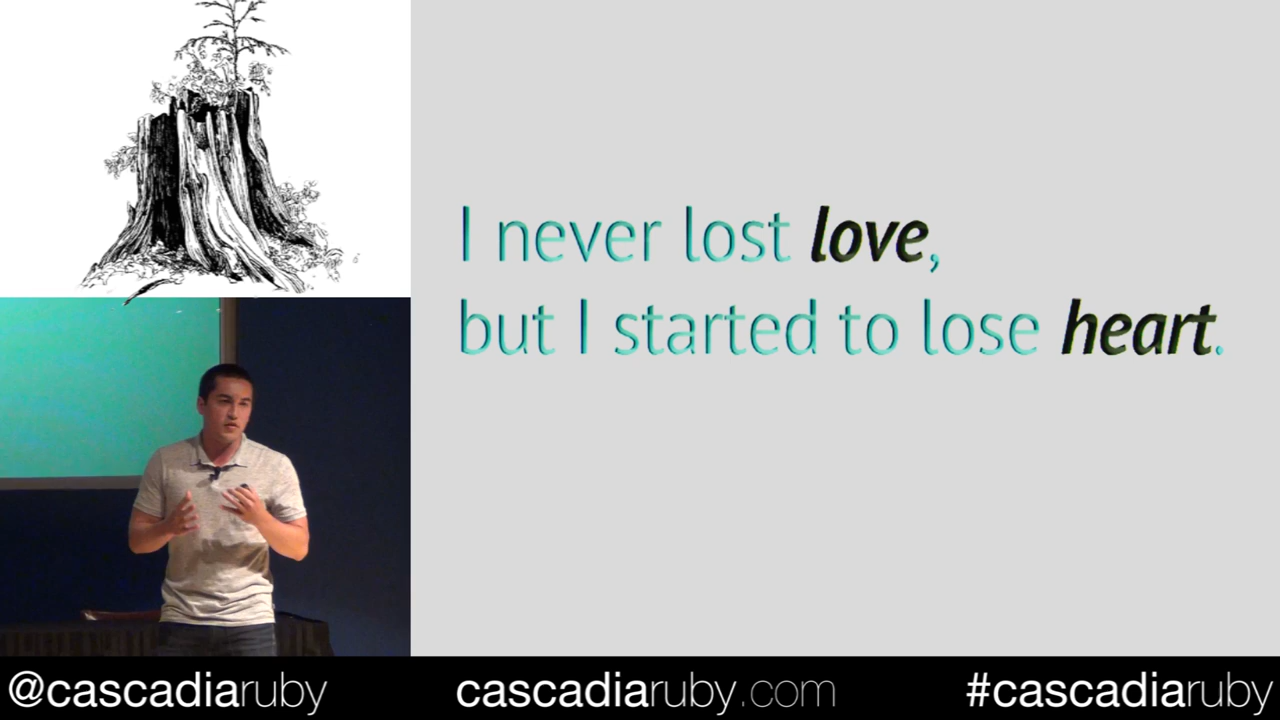 I never lost love,
but I started to lose heart.
@cascadiaruby
cascadiaruby.com
#cascadiaruby